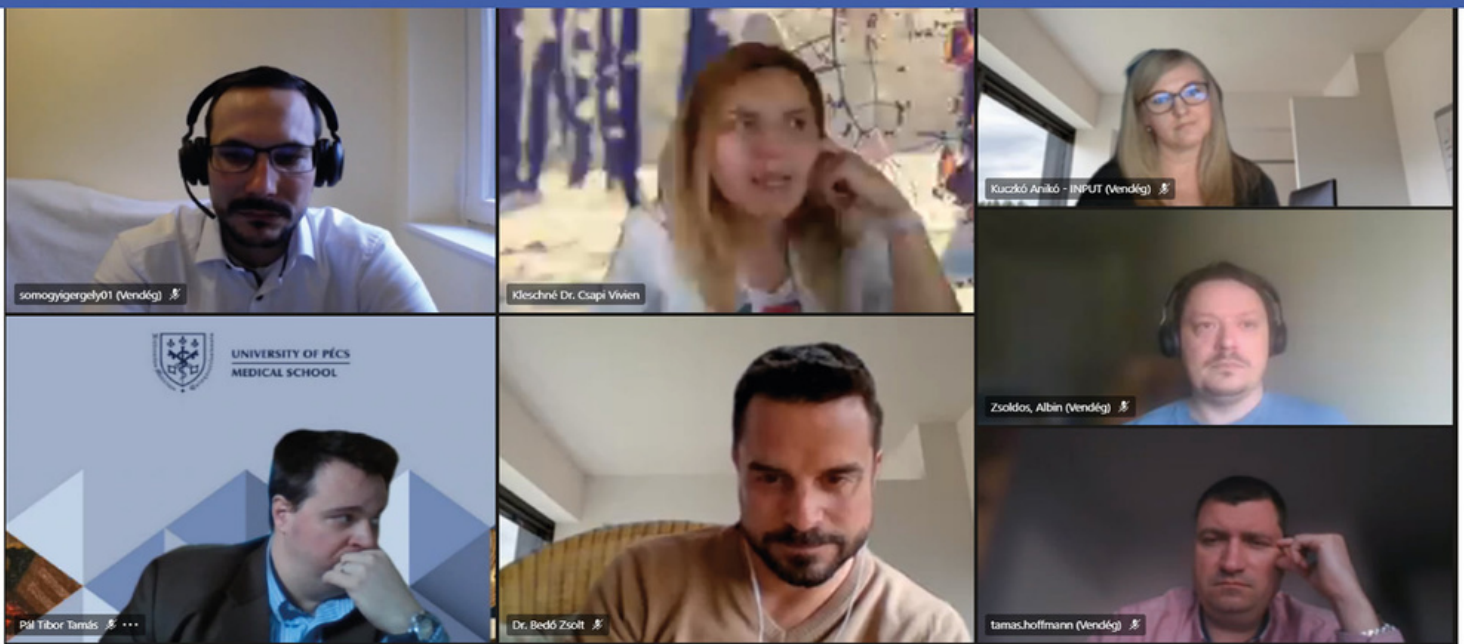 somogyigergely01 (Vendég)
Kleschné Dr. Csapi Vivien
Kuczkó Anikó - INPUT (Vendég)
Zsoldos, Albin (Vendég)
UNIVERSITY OF PÉCS
MEDICAL SCHOOL
Pál Tibor Tamás
Dr. Bedő Zsolt
tamas.hoffmann (Vendég)